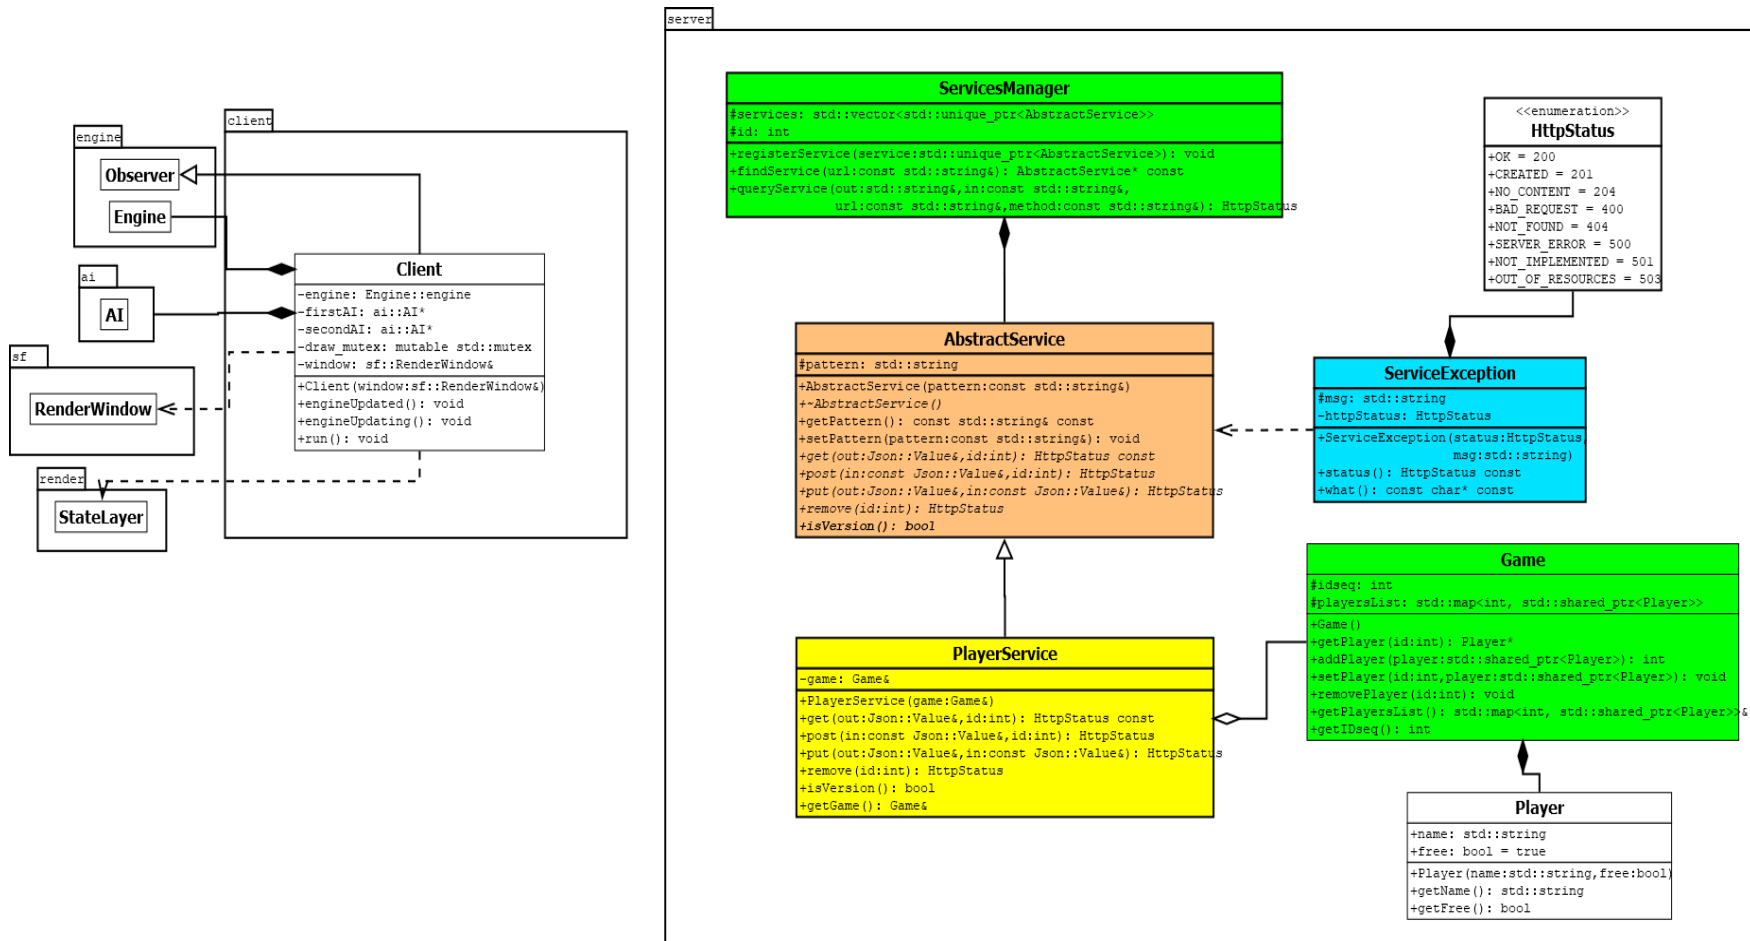 engine
Observer
Engine
ai
AI
sf
RenderWindow
render
StateLayer
client
Client
-engine: Engine::engine
-firstAI: ai::AI*
-secondAI: ai::AI*
-draw_mutex: mutable std::mutex
-window: sf::RenderWindow&
+Client(window:sf::RenderWindow&)
+engineUpdated(): void
+engineUpdating(): void
+run(): void
server
ServicesManager
#services: std::vector<std::unique_ptr<AbstractService>>
#id: int
+registerService(service:std::unique_ptr<AbstractService>): void
+findService(url:const std::string&): AbstractService* const
+queryService(out:std::string&,in:const std::string&,
url:const std::string&,method:const std::string&): HttpStatus
<<enumeration>>
HttpStatus
+OK = 200
+CREATED = 201
+NO_CONTENT = 204
+BAD_REQUEST = 400
+NOT_FOUND = 404
+SERVER_ERROR = 500
+NOT_IMPLEMENTED = 501
+OUT_OF_RESOURCES = 503
AbstractService
#pattern: std::string
+AbstractService(pattern:const std::string&)
+~AbstractService()
+getPattern(): const std::string& const
+setPattern(pattern:const std::string&): void
+get(out:Json::Value&,id:int): HttpStatus const
+post(in:const Json::Value&,id:int): HttpStatus
+put(out:Json::Value&,in:const Json::Value&): HttpStatus
+remove(id:int): HttpStatus
+isVersion(): bool
ServiceException
#msg: std::string
-httpStatus: HttpStatus
+ServiceException(status:HttpStatus,
msg:std::string)
+status(): HttpStatus const
+what(): const char* const
PlayerService
-game: Game&
+PlayerService(game:Game&)
+get(out:Json::Value&,id:int): HttpStatus const
+post(in:const Json::Value&,id:int): HttpStatus
+put(out:Json::Value&,in:const Json::Value&): HttpStatus
+remove(id:int): HttpStatus
+isVersion(): bool
+getGame(): Game&
Game
#idseq: int
#playersList: std::map<int, std::shared_ptr<Player>>
+Game()
+getPlayer(id:int): Player*
+addPlayer(player:std::shared_ptr<Player>): int
+setPlayer(id:int,player:std::shared_ptr<Player>): void
+removePlayer(id:int): void
+getPlayersList(): std::map<int, std::shared_ptr<Player>>&
+getIDseq(): int
Player
+name: std::string
+free: bool = true
+Player(name:std::string,free:bool)
+getName(): std::string
+getFree(): bool